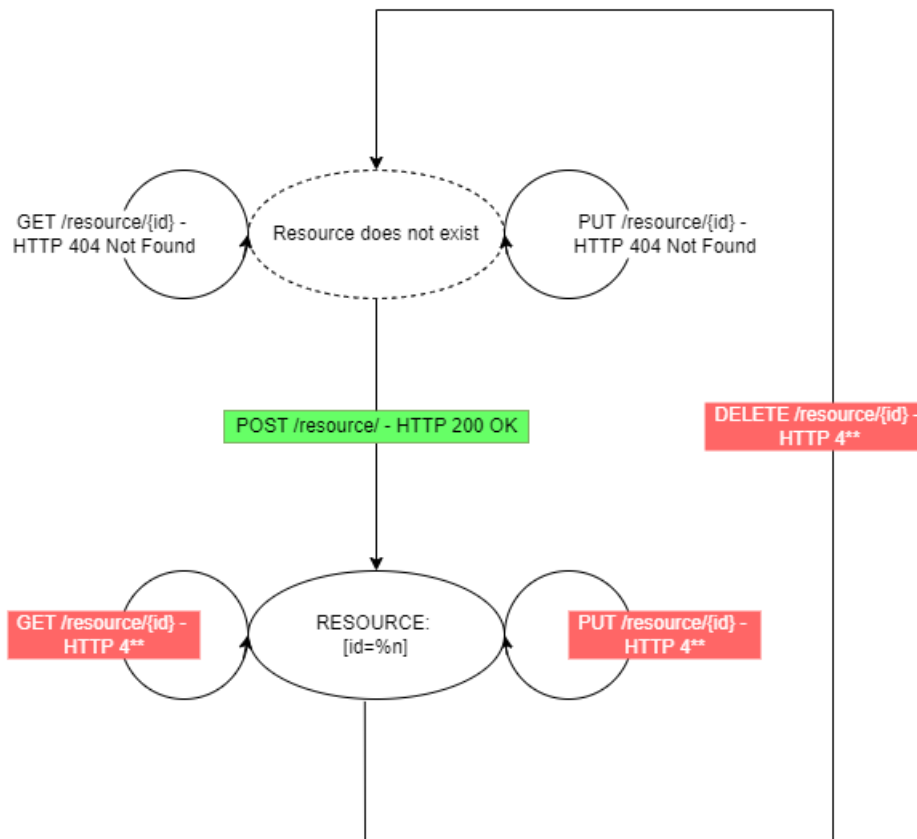 GET /resource/{id} -
HTTP 404 Not Found
Resource does not exist
PUT /resource/{id} -
HTTP 404 Not Found
POST /resource/ - HTTP 200 OK
DELETE /resource/{id} -
HTTP 4**
GET /resource/{id} -
HTTP 4**
RESOURCE:
[id=%n]
PUT /resource/{id} -
HTTP 4**